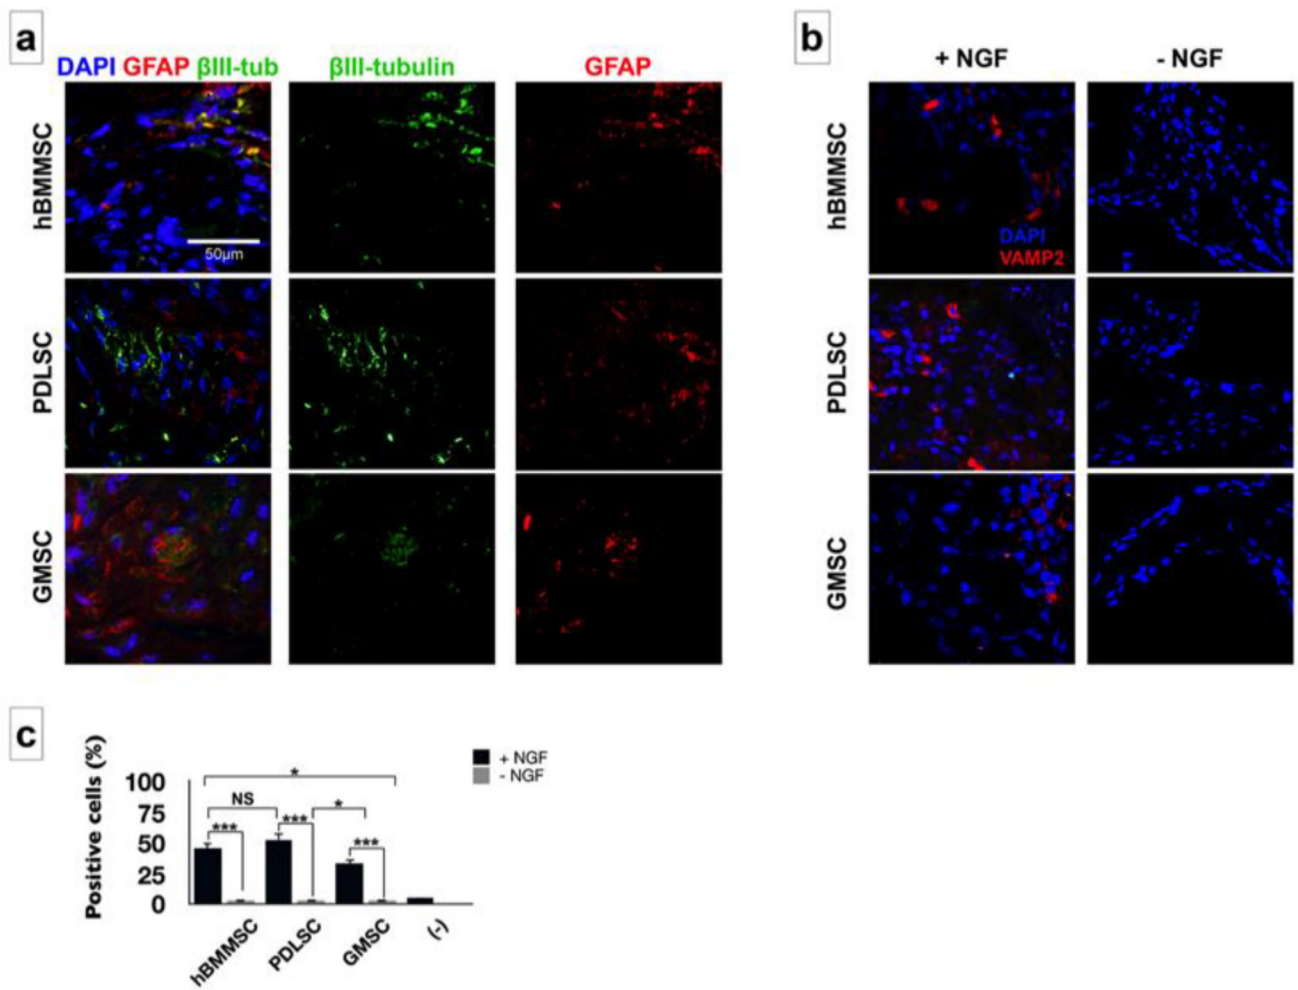 a
DAPI GFAP βIII-tub
βIII-tubulin
GFAP
hBMMSC
50µm
PDLSC
GMSC
b
+ NGF
- NGF
hBMMSC
DAPI
VAMP2
PDLSC
GMSC
c
Positive cells (%)
100
75
50
25
0
*
NS
*
***
***
***
+ NGF
- NGF
hBMMSC
PDLSC
GMSC
(-)